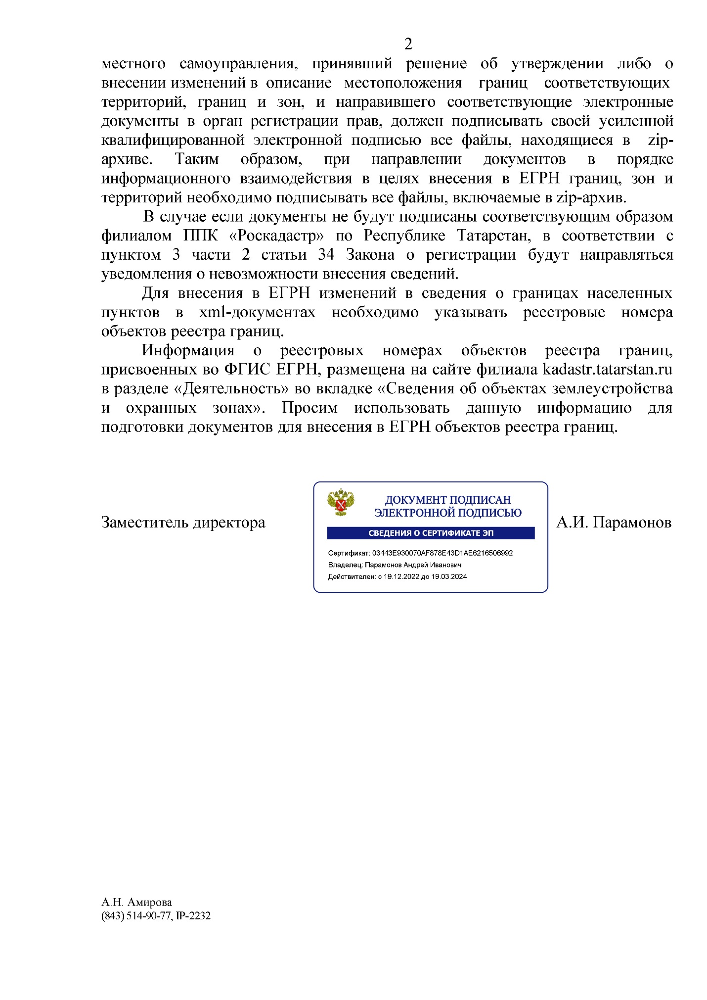 2
местного самоуправления, принявший решение об утверждении либо о
внесении изменений в описание местоположения границ соответствующих
территорий, границ и зон, и направившего соответствующие электронные
документы в орган регистрации прав, должен подписывать своей усиленной
квалифицированной электронной подписью все файлы, находящиеся в zip-
архиве. Таким образом, при направлении документов в порядке
информационного взаимодействия в целях внесения в ЕГРН границ, зон и
территорий необходимо подписывать все файлы, включаемые в zip-архив.
В случае если документы не будут подписаны соответствующим образом
филиалом ППК «Роскадастр» по Республике Татарстан, в соответствии с
пунктом 3 части 2 статьи 34 Закона о регистрации будут направляться
уведомления о невозможности внесения сведений.
Для внесения в ЕГРН изменений в сведения о границах населенных
пунктов в xml-документах необходимо указывать реестровые номера
объектов реестра границ.
Информация о реестровых номерах объектов реестра границ,
присвоенных во ФГИС ЕГРН, размещена на сайте филиала kadastr.tatarstan.ru
в разделе «Деятельность» во вкладке «Сведения об объектах землеустройства
и охранных зонах». Просим использовать данную информацию для
подготовки документов для внесения в ЕГРН объектов реестра границ.
Заместитель директора
ДОКУМЕНТ ПОДПИСАН
ЭЛЕКТРОННОЙ ПОДПИСЬЮ
СВЕДЕНИЯ О СЕРТИФИКАТЕ ЭП
Сертификат: 03443E930070AF878E43D1AE6216506992
Владелец: Парамонов Андрей Иванович
Действителен: с 19.12.2022 до 19.03.2024
А.И. Парамонов
А.Н. Амирова
(843) 514-90-77, IP-2232